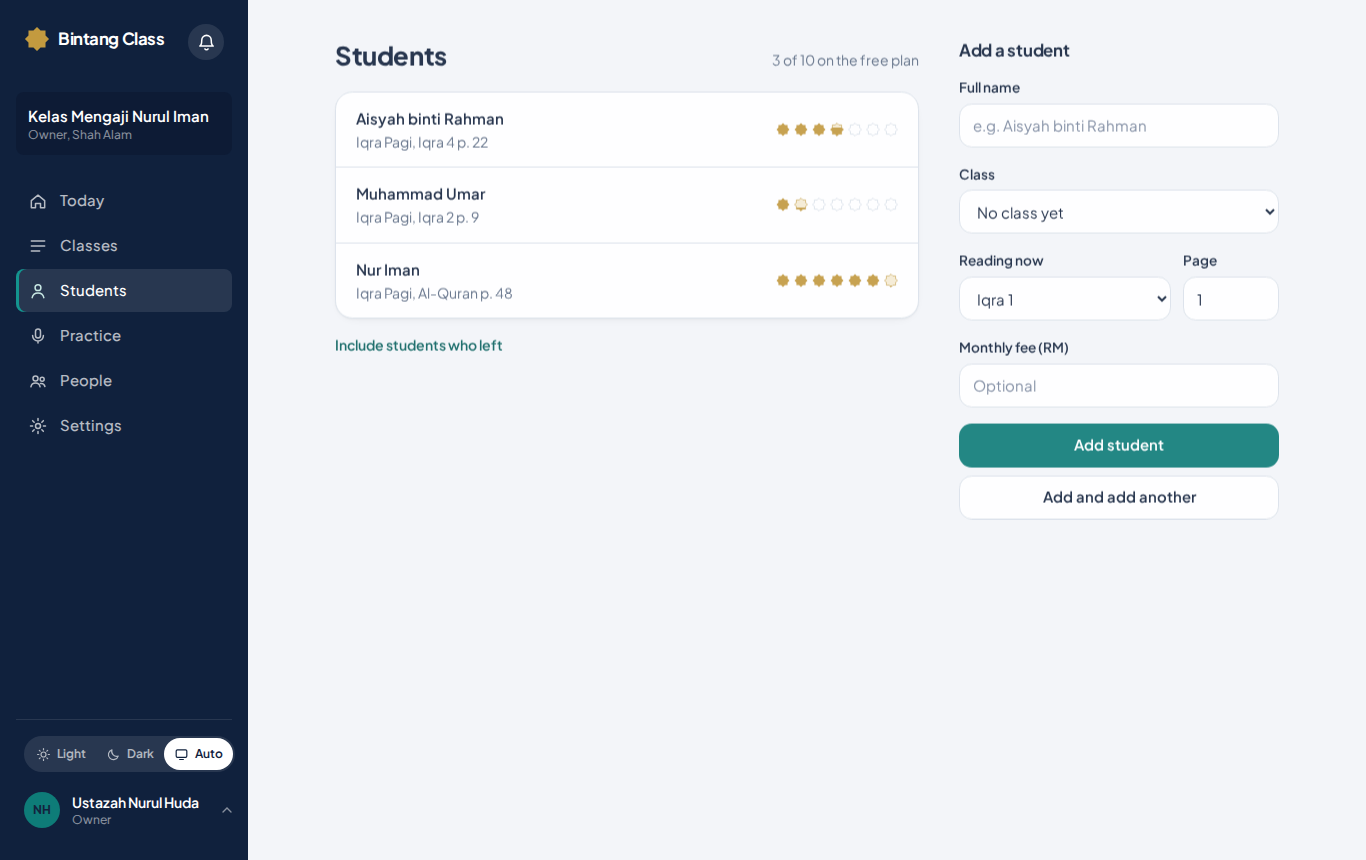 Bintang Class
Kelas Mengaji Nurul Iman
Owner, Shah Alam
Today
Classes
Students
Practice
People
Settings
Light
Dark
Auto
NH
Ustazah Nurul Huda
Owner
Students
3 of 10 on the free plan
Aisyah binti Rahman
Iqra Pagi, Iqra 4 p. 22
Muhammad Umar
Iqra Pagi, Iqra 2 p. 9
Nur Iman
Iqra Pagi, Al-Quran p. 48
Include students who left
Add a student
Full name
e.g. Aisyah binti Rahman
Class
No class yet
Reading now
Page
Iqra 1
1
Monthly fee (RM)
Optional
Add student
Add and add another